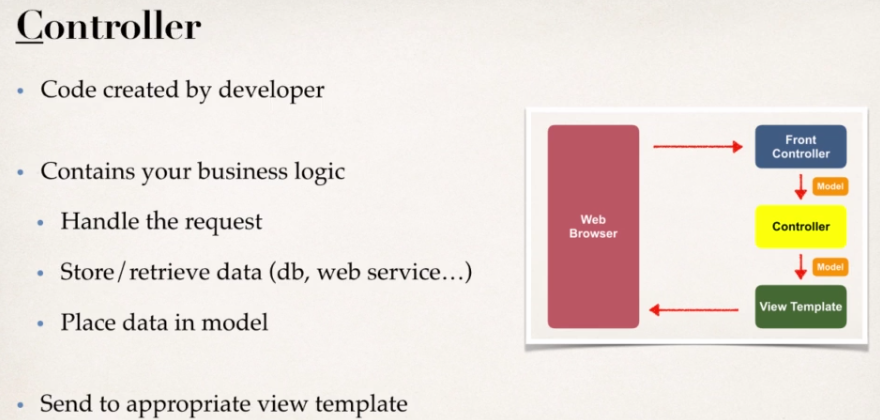 Controller
• Code created by developer
• Contains your business logic
• Handle the request
• Store/retrieve data (db, web service…)
• Place data in model
• Send to appropriate view template
Web
Browser
Front
Controller
Model
Controller
Model
View Template